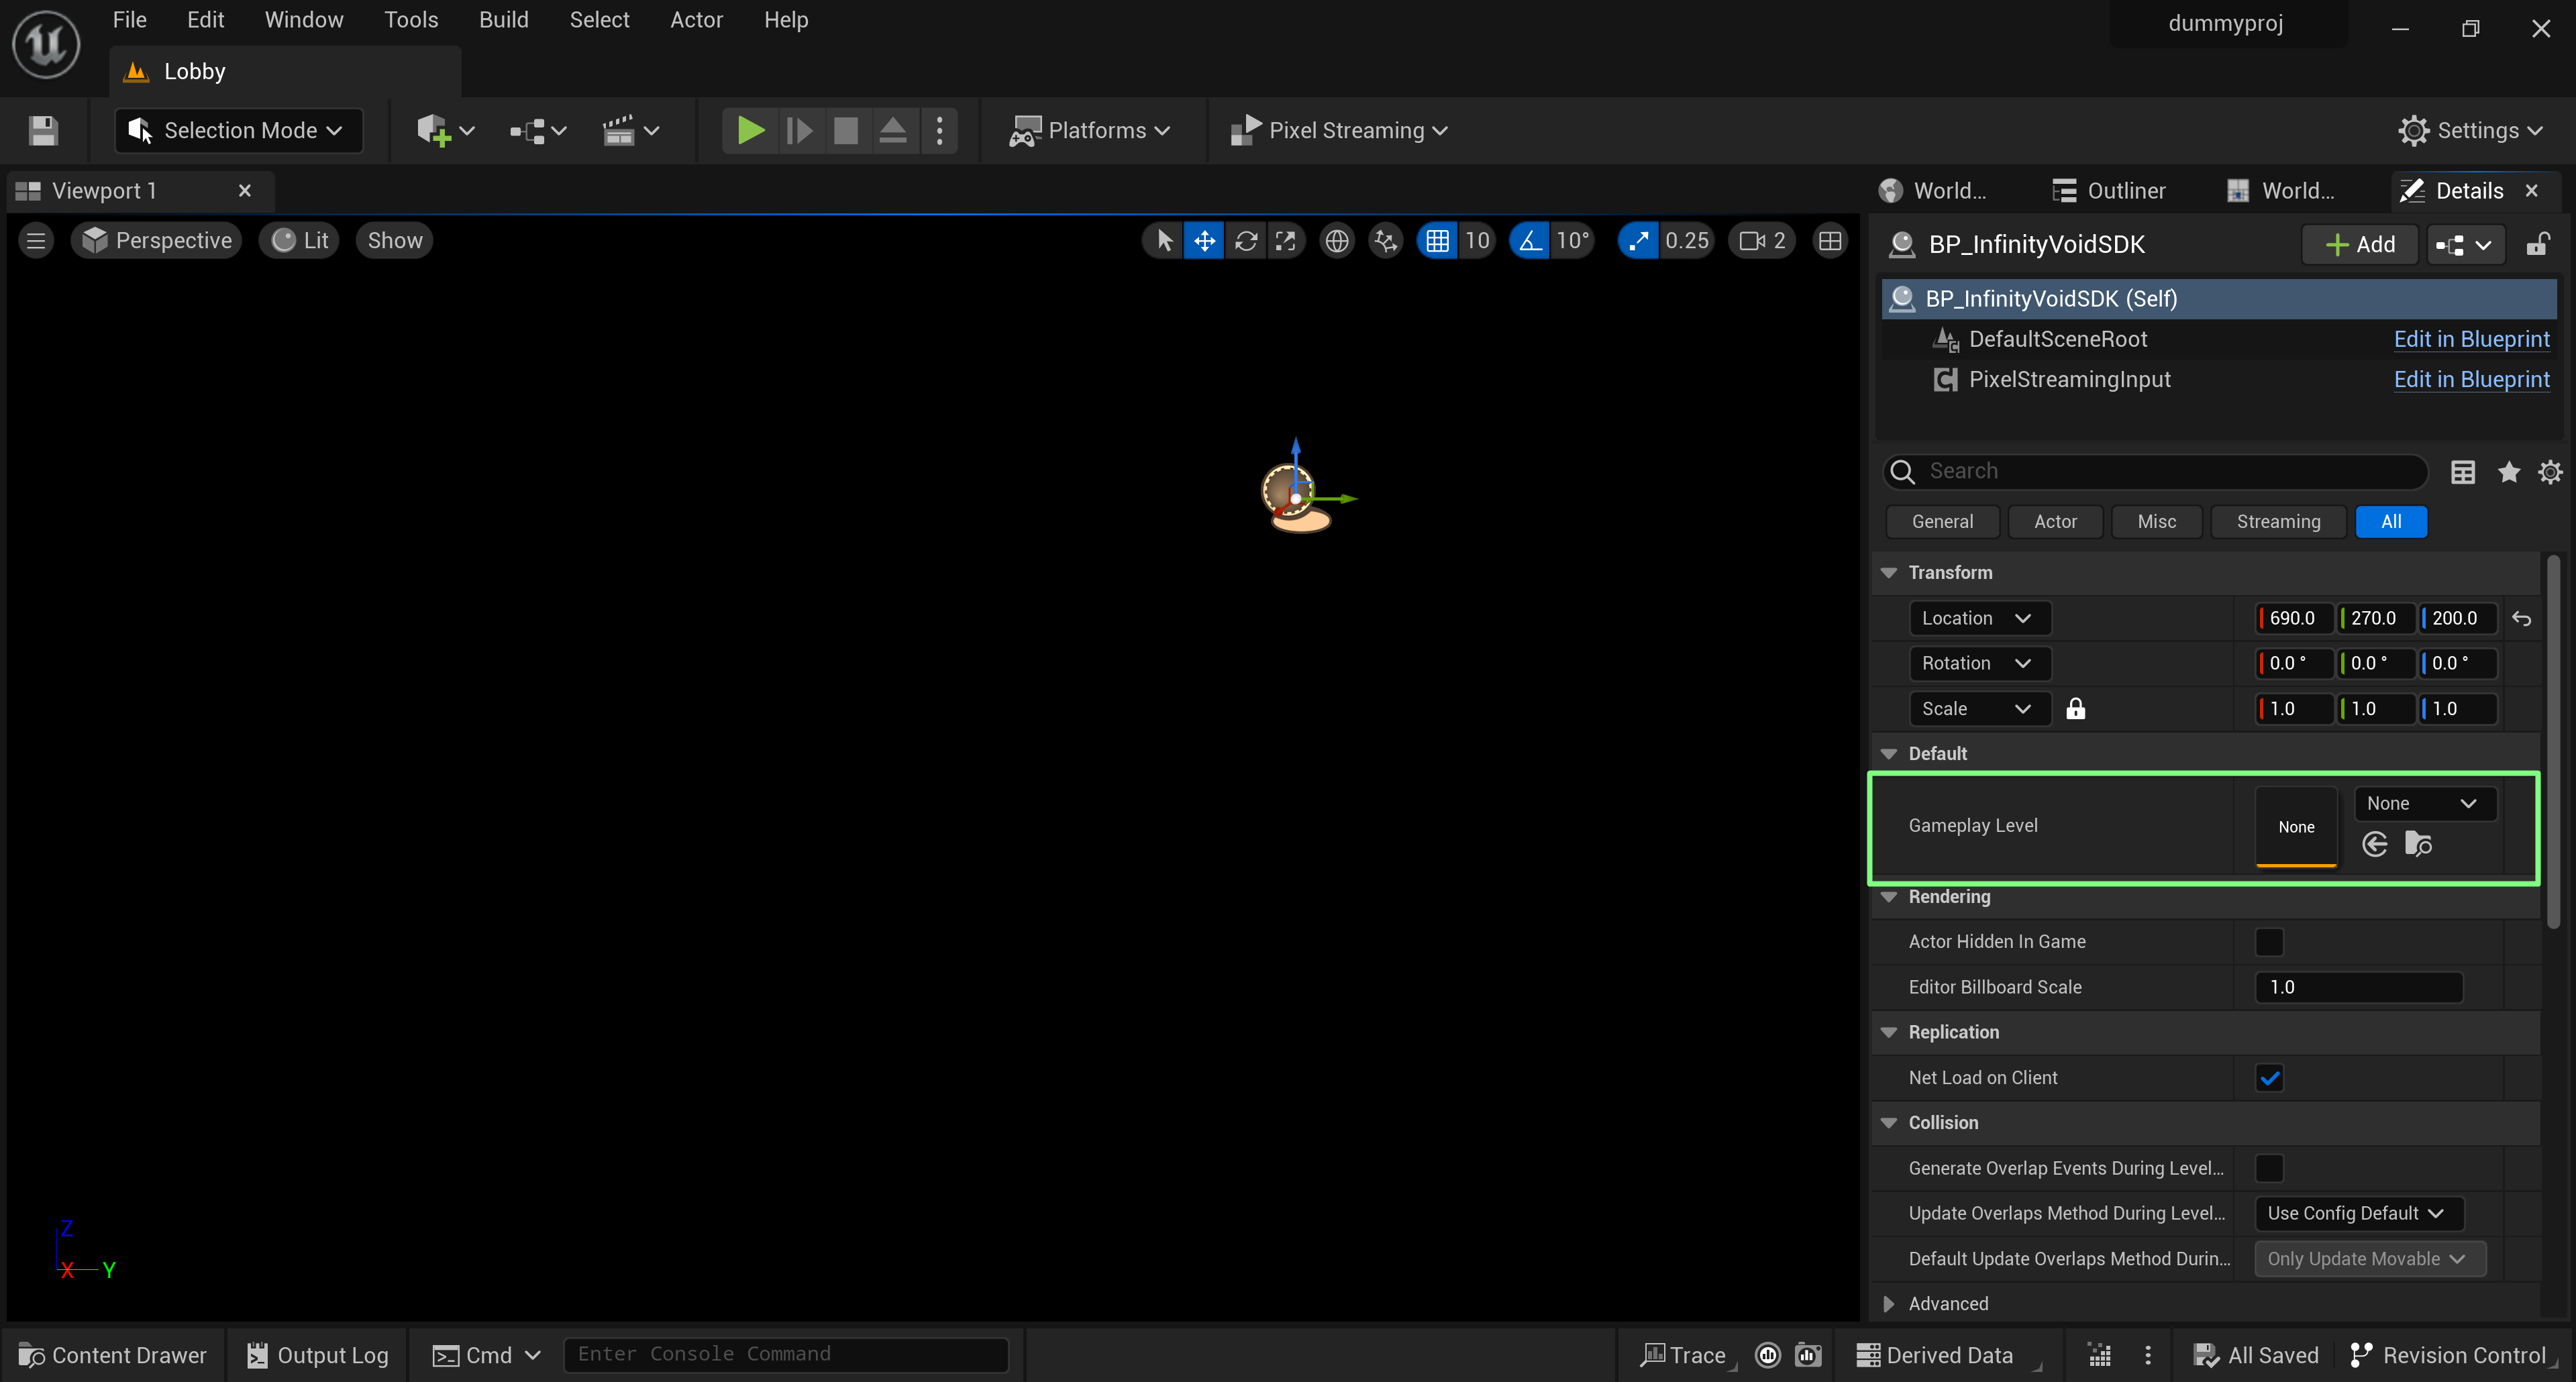 File Edit Window Tools Build Select Actor Help
dummyproj
Lobby
Selection Mode
Platforms
Pixel Streaming
Settings
Viewport 1
World...
Outliner
World...
Details
Perspective
Lit
Show
10
10°
0.25
2
BP_InfinityVoidSDK
Add
BP_InfinityVoidSDK (Self)
DefaultSceneRoot
Edit in Blueprint
PixelStreamingInput
Edit in Blueprint
Search
General
Actor
Misc
Streaming
All
Transform
Location
690.0
270.0
200.0
Rotation
0.0 °
0.0 °
0.0 °
Scale
1.0
1.0
1.0
Default
Gameplay Level
None
None
Rendering
Actor Hidden In Game
Editor Billboard Scale
1.0
Replication
Net Load on Client
Collision
Generate Overlap Events During Level...
Update Overlaps Method During Level...
Use Config Default
Default Update Overlaps Method Durin...
Only Update Movable
Advanced
Z
X
Y
Content Drawer
Output Log
Cmd
Enter Console Command
Trace
Derived Data
All Saved
Revision Control